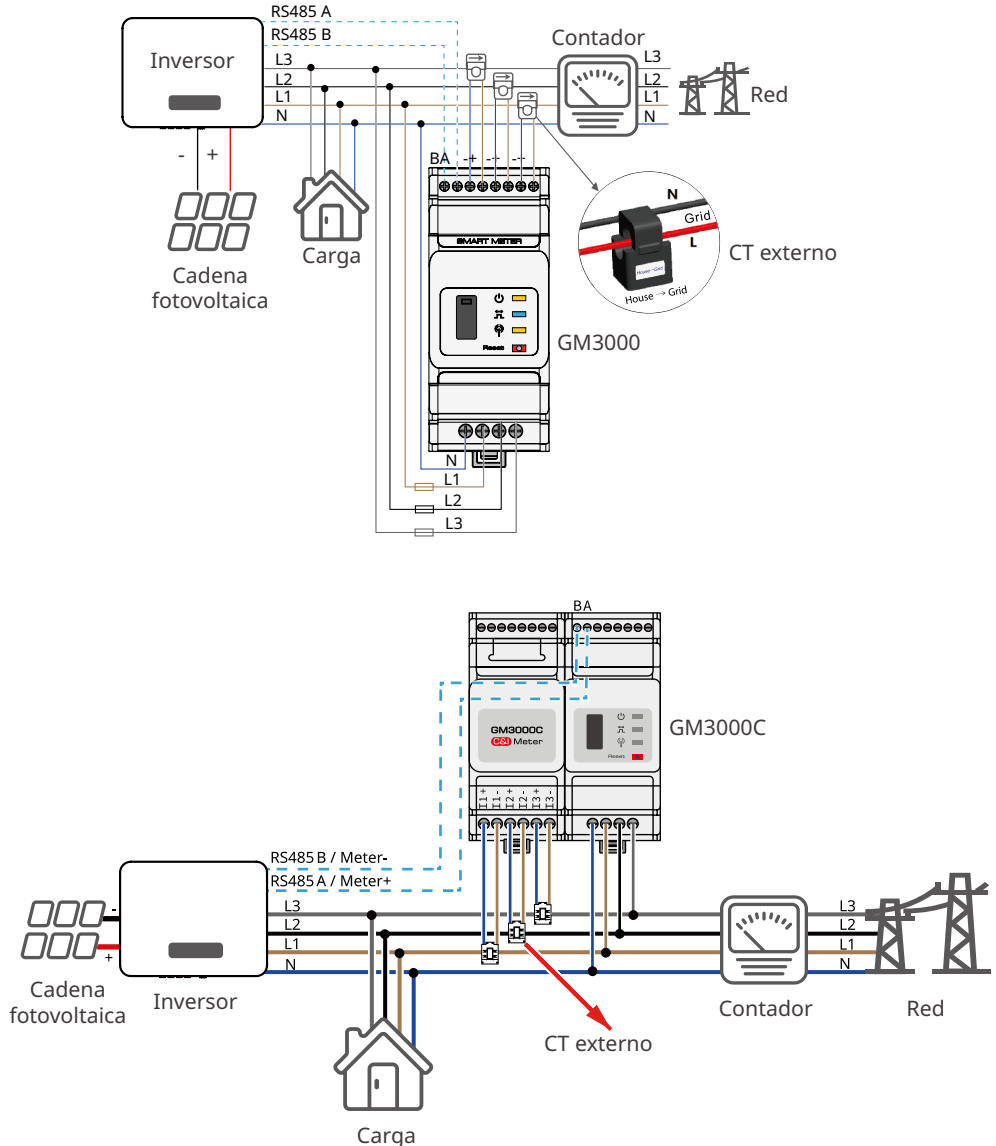 RS485 A
RS485 B
Inversor
L3
L2
L1
N
Contador
L3
L2
L1
N
Red
- +
BA -+ -+ -+
Carga
Cadena
fotovoltaica
SMART METER
Reset
N
Grid
L
House→Grid
House → Grid
CT externo
GM3000
N
L1
L2
L3
BA
GM3000C
C&I Meter
Reset
GM3000C
I1+
I1-
I2+
I2-
I3+
I3-
RS485 B / Meter-
RS485 A / Meter+
L3
L2
L1
N
-
+
Cadena
fotovoltaica
Inversor
L3
L2
L1
N
Contador
Red
CT externo
Carga